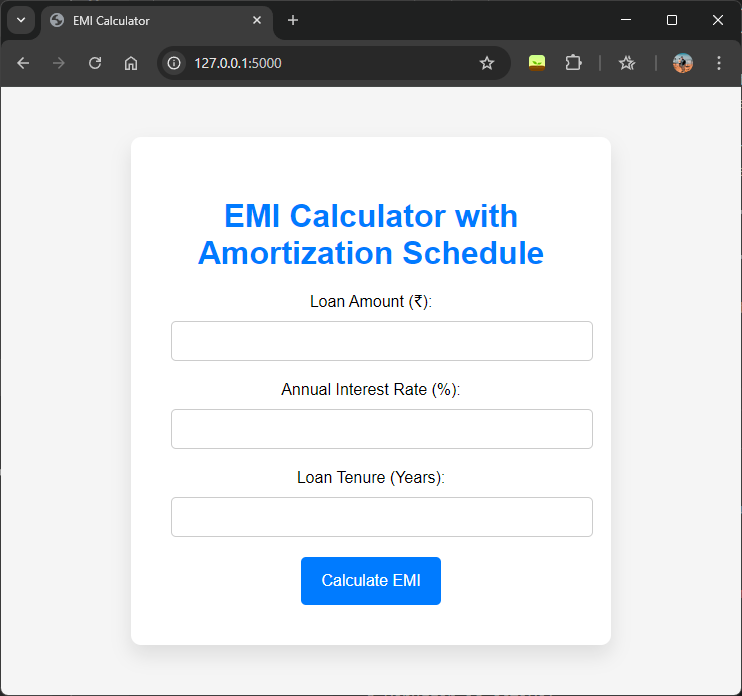 EMI Calculator
127.0.0.1:5000
EMI Calculator with
Amortization Schedule
Loan Amount (₹):
Annual Interest Rate (%):
Loan Tenure (Years):
Calculate EMI